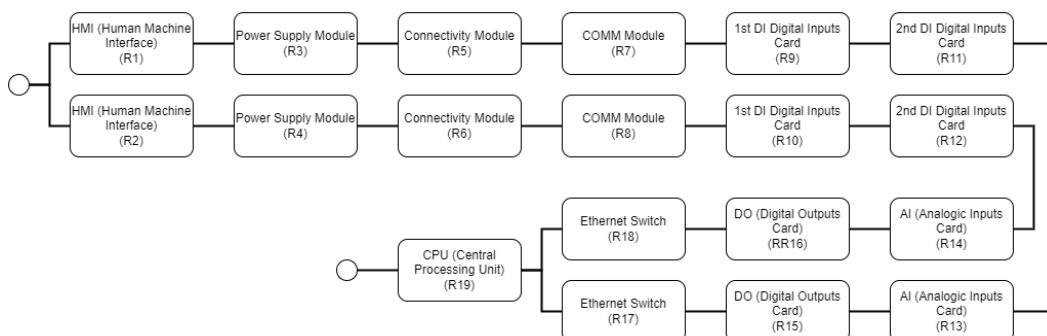 HMI (Human Machine
Interface)
(R1)
Power Supply Module
(R3)
Connectivity Module
(R5)
COMM Module
(R7)
1st DI Digital Inputs
Card
(R9)
2nd DI Digital Inputs
Card
(R11)
HMI (Human Machine
Interface)
(R2)
Power Supply Module
(R4)
Connectivity Module
(R6)
COMM Module
(R8)
1st DI Digital Inputs
Card
(R10)
2nd DI Digital Inputs
Card
(R12)
Ethernet Switch
(R18)
DO (Digital Outputs
Card)
(RR16)
AI (Analogic Inputs
Card)
(R14)
CPU (Central
Processing Unit)
(R19)
Ethernet Switch
(R17)
DO (Digital Outputs
Card)
(R15)
AI (Analogic Inputs
Card)
(R13)